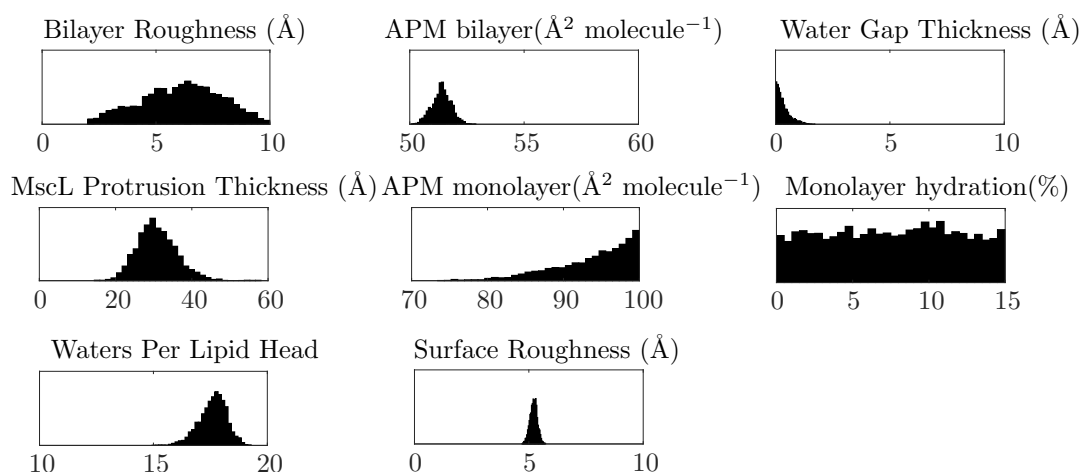 Bilayer Roughness (Å)
0 5 10
APM bilayer(Å² molecule⁻¹)
50 55 60
Water Gap Thickness (Å)
0 5 10
MscL Protrusion Thickness (Å)
0 20 40 60
APM monolayer(Å² molecule⁻¹)
70 80 90 100
Monolayer hydration(%)
0 5 10 15
Waters Per Lipid Head
10 15 20
Surface Roughness (Å)
0 5 10